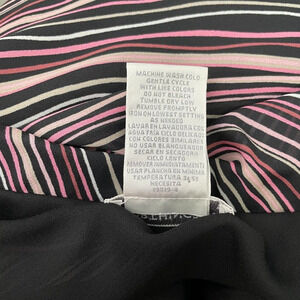 MACHINE WASH COLD
GENTLE CYCLE
WITH LIKE COLORS
DO NOT BLEACH
TUMBLE DRY LOW
REMOVE PROMPTLY
IRON ON LOWEST SETTING
AS NEEDED
LAVAR EN LAVADORA CON
AGUA FRIA CICLO DELICADO
CON COLORES SIMILARES
NO USAR BLANQUEADOR
SECAR EN SECADORA
CICLO LENTO
REMOVER INMEDIATAMENTE
USAR PLANCHA EN MINIMA
TEMPERATURA SI
NECESITA